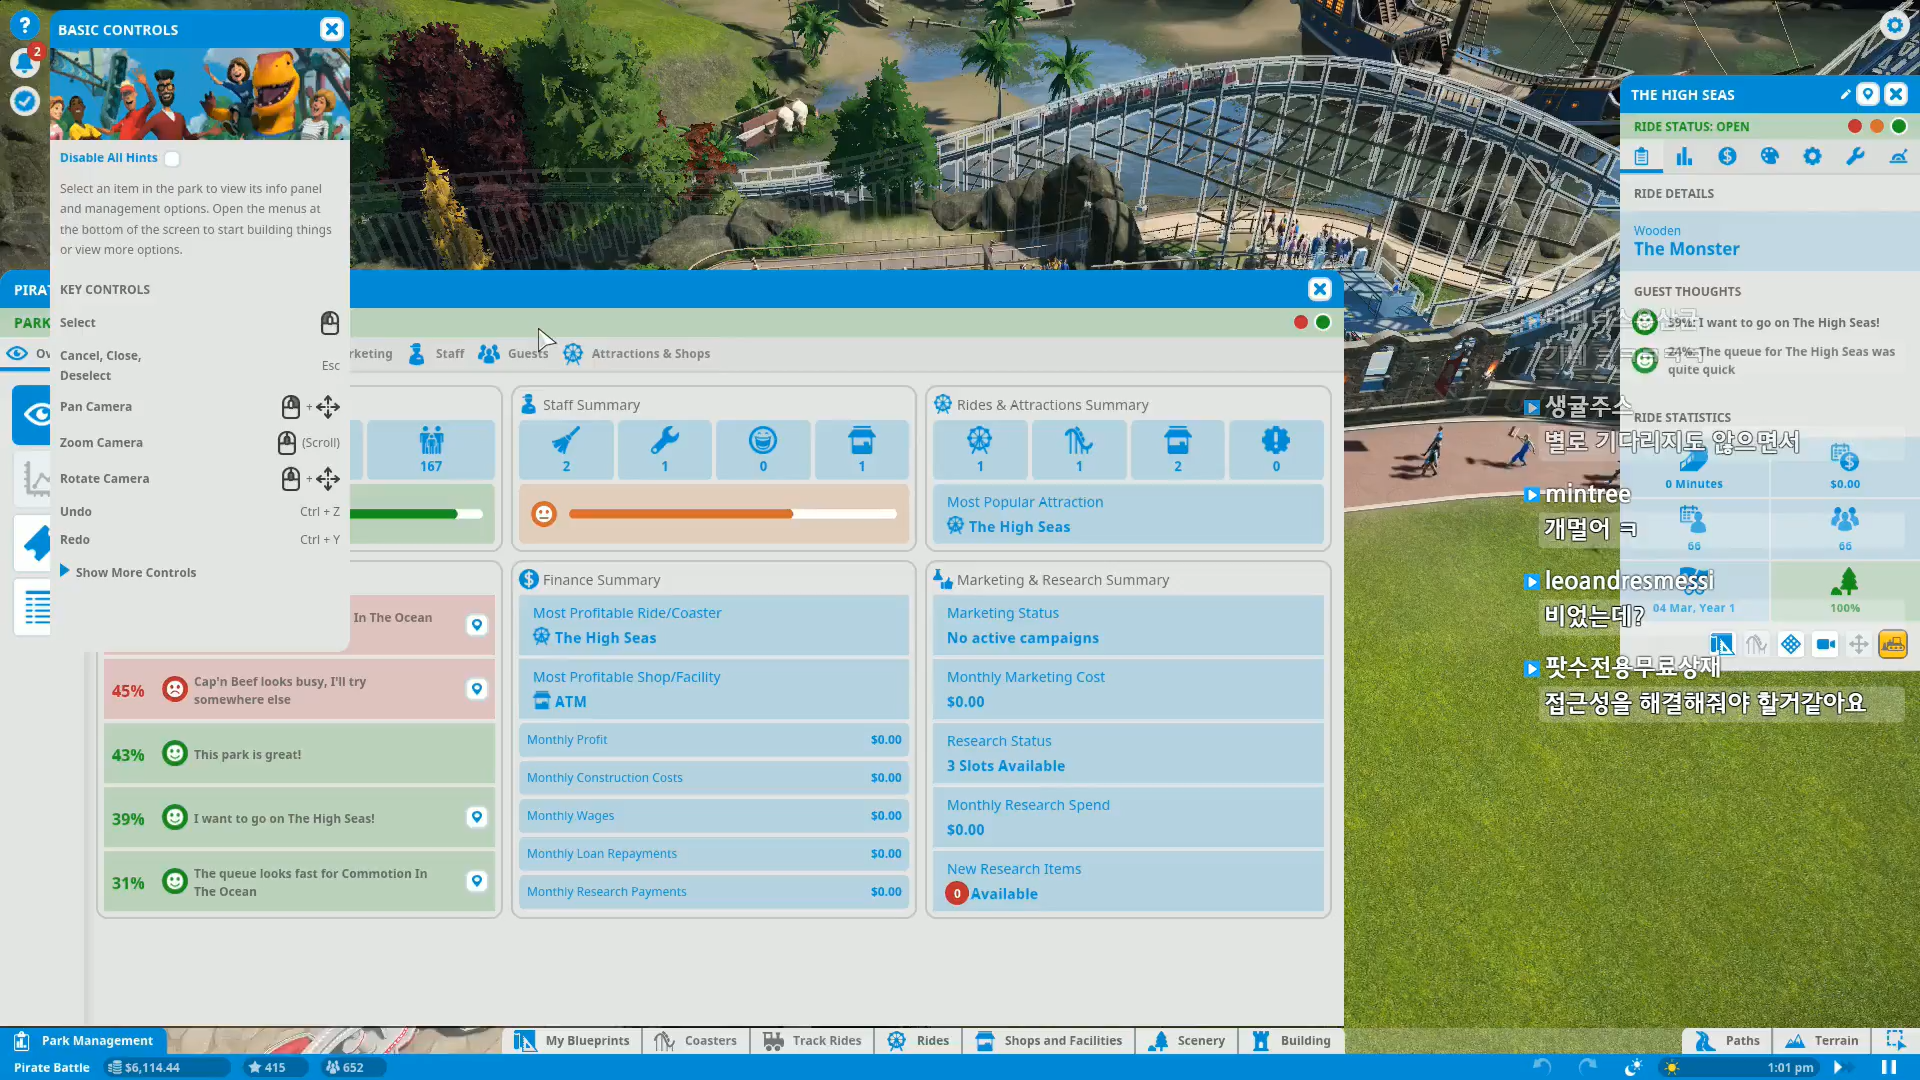 ?
2
BASIC CONTROLS
Disable All Hints
Select an item in the park to view its info panel
and management options. Open the menus at
the bottom of the screen to start building things
or view more options.
KEY CONTROLS
Select
Cancel, Close,
Deselect
Esc
Pan Camera
+
Zoom Camera
(Scroll)
Rotate Camera
+
Undo
Ctrl + Z
Redo
Ctrl + Y
Show More Controls
PIRAT
PARK
Ov
rketing
Staff
Guests
Attractions & Shops
167
Staff Summary
2
1
0
1
Rides & Attractions Summary
1
1
2
0
Most Popular Attraction
The High Seas
In The Ocean
45%
Cap'n Beef looks busy, I'll try
somewhere else
43%
This park is great!
39%
I want to go on The High Seas!
31%
The queue looks fast for Commotion In
The Ocean
Finance Summary
Most Profitable Ride/Coaster
The High Seas
Most Profitable Shop/Facility
ATM
Monthly Profit
$0.00
Monthly Construction Costs
$0.00
Monthly Wages
$0.00
Monthly Loan Repayments
$0.00
Monthly Research Payments
$0.00
Marketing & Research Summary
Marketing Status
No active campaigns
Monthly Marketing Cost
$0.00
Research Status
3 Slots Available
Monthly Research Spend
$0.00
New Research Items
0 Available
THE HIGH SEAS
RIDE STATUS: OPEN
RIDE DETAILS
Wooden
The Monster
GUEST THOUGHTS
39%: I want to go on The High Seas!
24%: The queue for The High Seas was
quite quick
RIDE STATISTICS
0 Minutes
$0.00
66
66
04 Mar, Year 1
100%
생귤주스
별로 기다리지도 않으면서
mintree
개멀어 ㅋ
leoandresmessi
비었는데?
팟수전용무료상재
접근성을 해결해줘야 할거같아요
Park Management
My Blueprints
Coasters
Track Rides
Rides
Shops and Facilities
Scenery
Building
Paths
Terrain
Pirate Battle
$6,114.44
415
652
1:01 pm